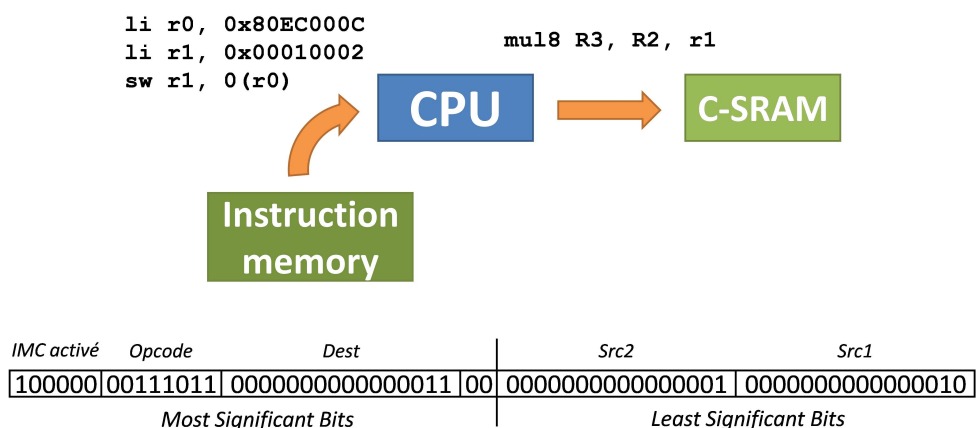 li r0, 0x80EC000C
li r1, 0x00010002
sw r1, 0(r0)
mul8 R3, R2, r1
CPU
C-SRAM
Instruction
memory
IMC activé Opcode Dest Src2 Src1
100000 00111011 0000000000000011 00 0000000000000001 0000000000000010
Most Significant Bits Least Significant Bits